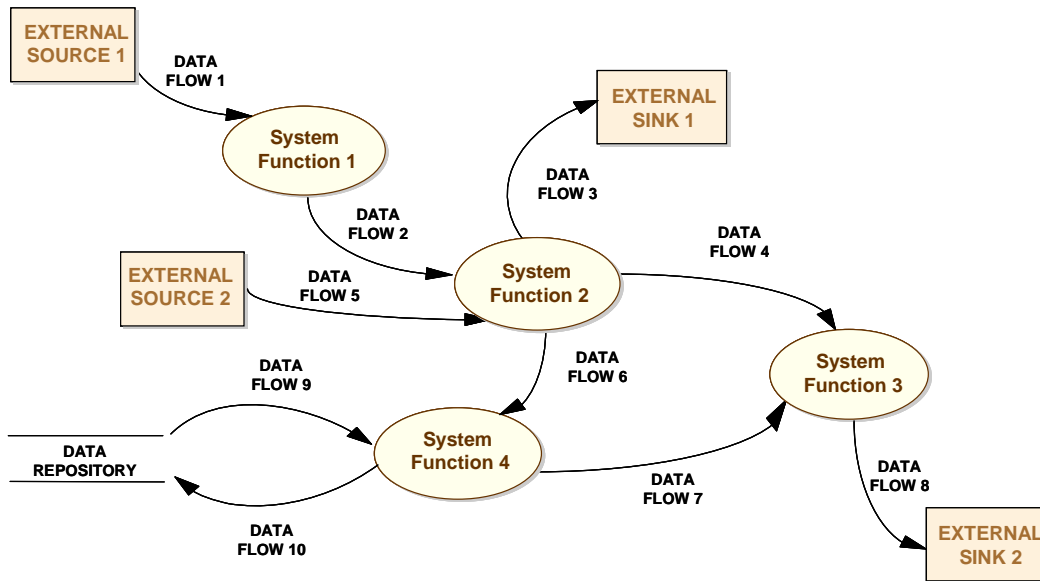 EXTERNAL
SOURCE 1
DATA
FLOW 1
System
Function 1
EXTERNAL
SINK 1
DATA
FLOW 3
DATA
FLOW 2
DATA
FLOW 4
EXTERNAL
SOURCE 2
DATA
FLOW 5
System
Function 2
DATA
FLOW 6
System
Function 3
DATA
FLOW 9
DATA
REPOSITORY
System
Function 4
DATA
FLOW 7
DATA
FLOW 8
DATA
FLOW 10
EXTERNAL
SINK 2